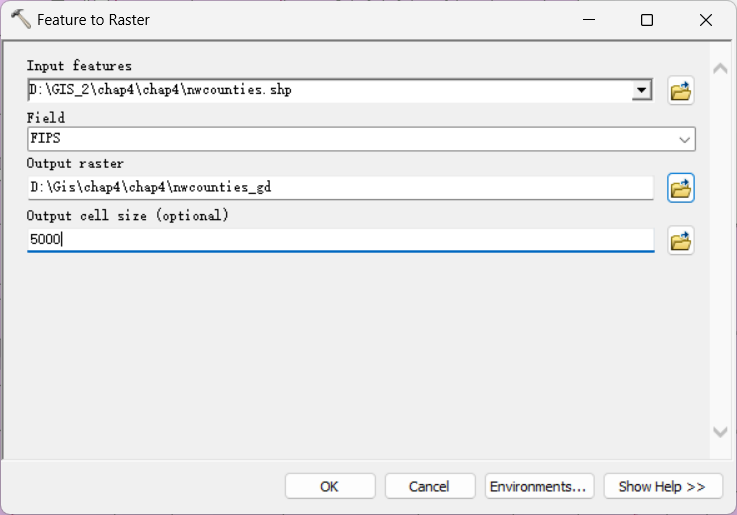 Feature to Raster
Input features
D:\GIS_2\chap4\chap4\nwcounties.shp
Field
FIPS
Output raster
D:\Gis\chap4\chap4\nwcounties_gd
Output cell size (optional)
5000
OK Cancel Environments... Show Help >>